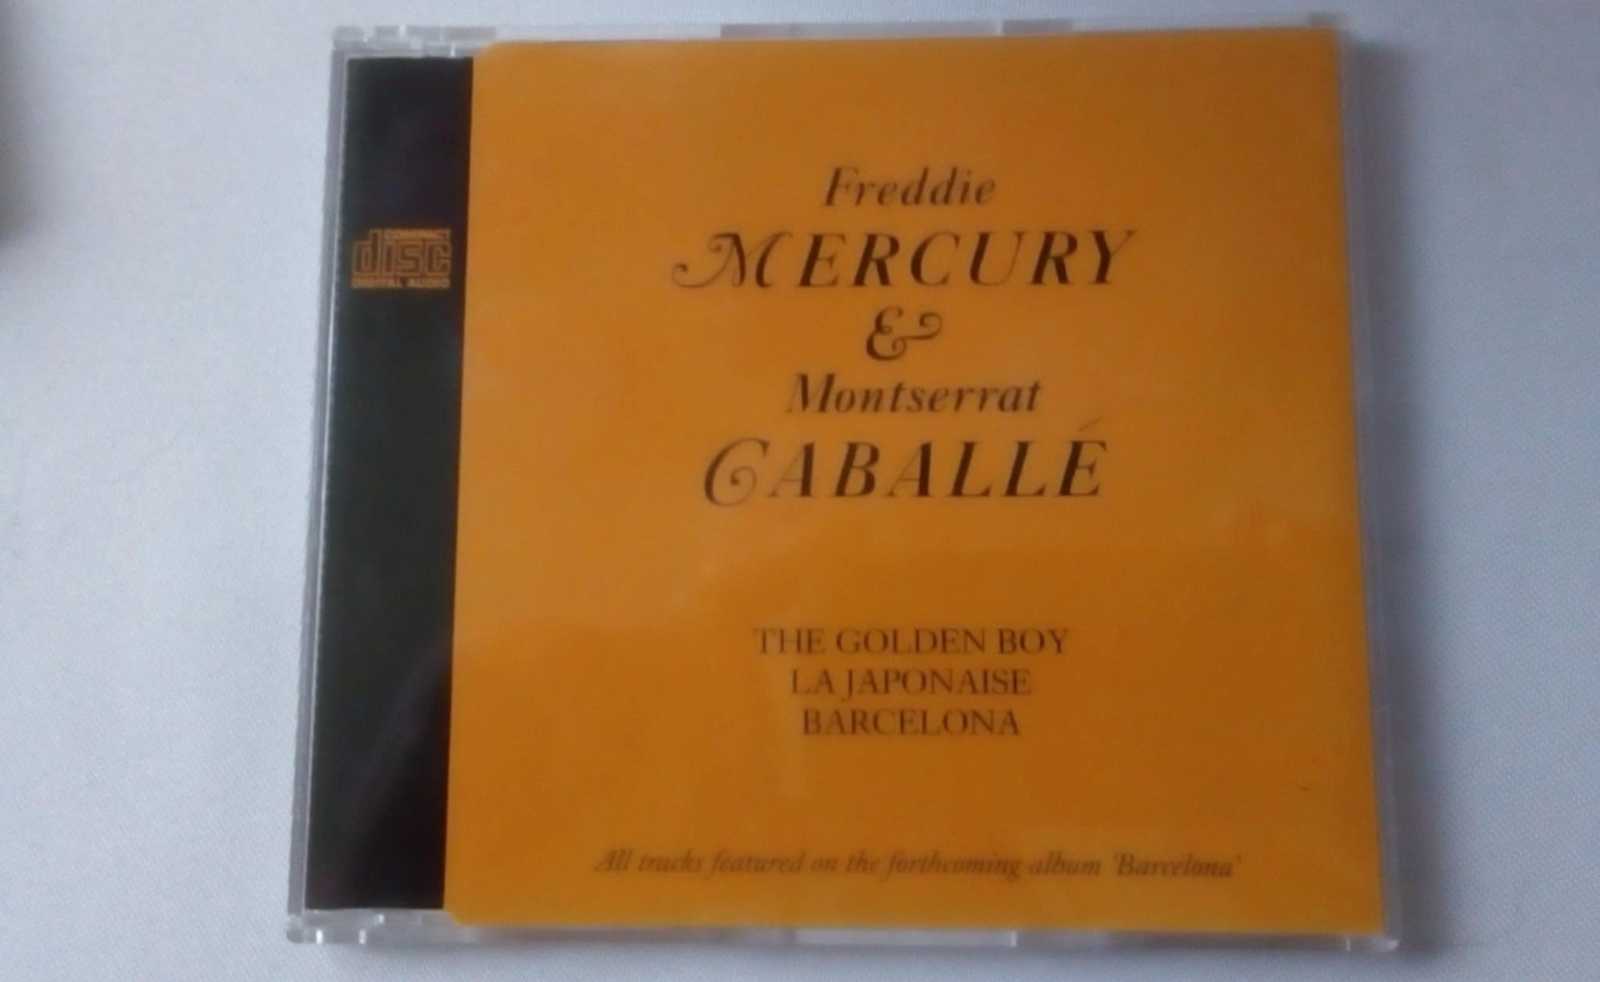 COMPACT
disc
DIGITAL AUDIO
Freddie
MERCURY
&
Montserrat
CABALLÉ
THE GOLDEN BOY
LA JAPONAISE
BARCELONA
All tracks featured on the forthcoming album 'Barcelona'